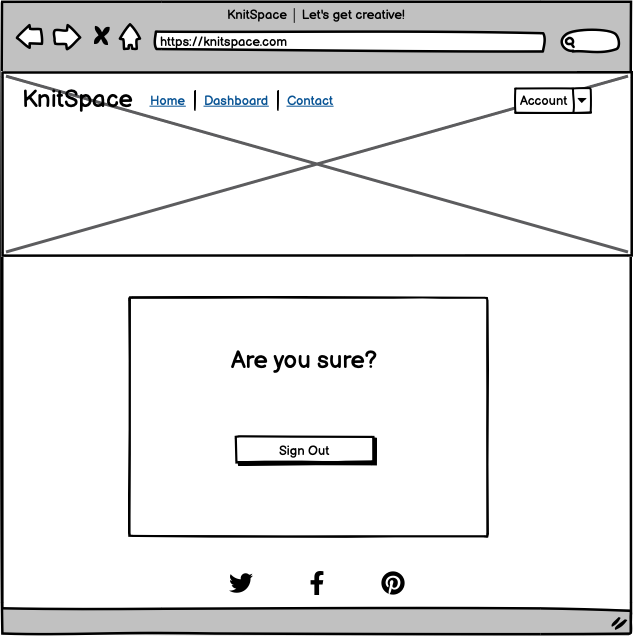 KnitSpace | Let's get creative!
https://knitspace.com
KnitSpace Home | Dashboard | Contact Account
Are you sure?
Sign Out